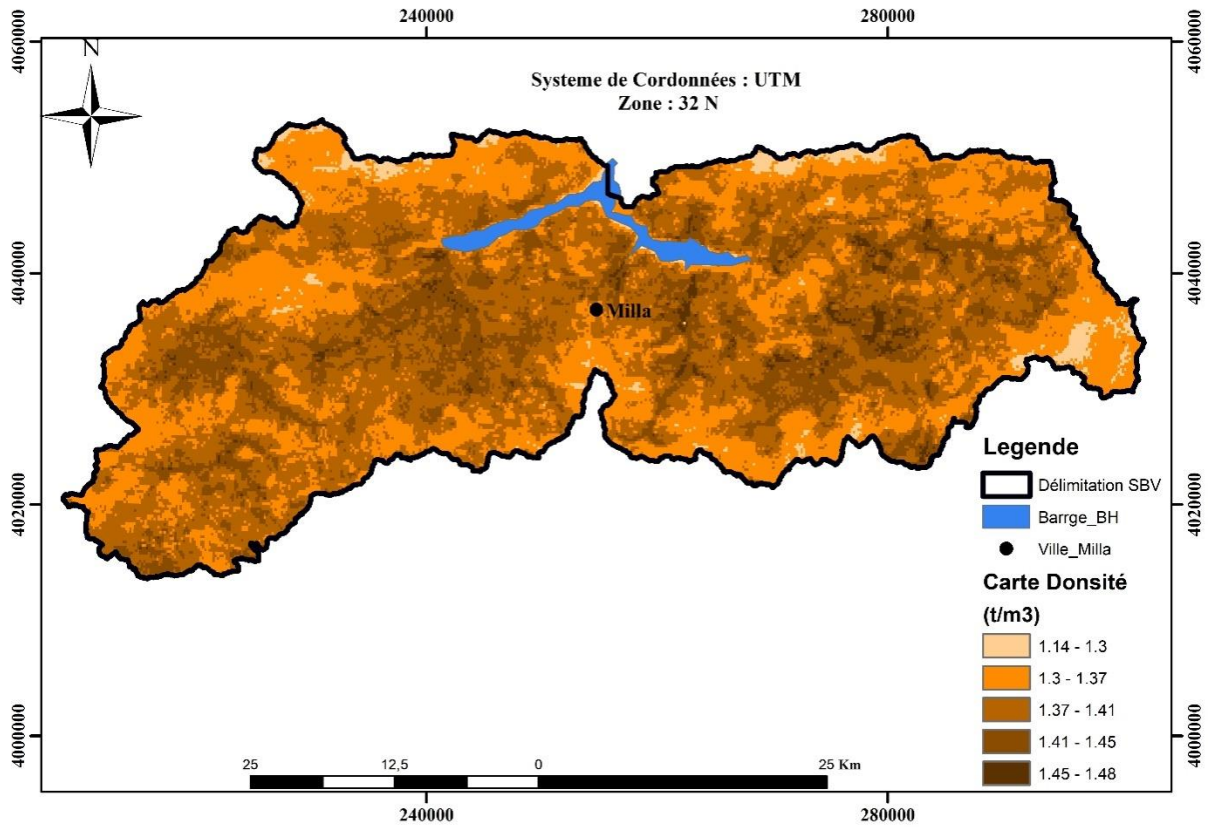 240000
280000
4060000
4060000
N
Systeme de Cordonnées : UTM
Zone : 32 N
4040000
4040000
Milla
Legende
Délimitation SBV
Barrge_BH
Ville_Milla
4020000
4020000
Carte Donsité
(t/m3)
1.14 - 1.3
1.3 - 1.37
1.37 - 1.41
1.41 - 1.45
1.45 - 1.48
4000000
4000000
25
12,5
0
25 Km
240000
280000